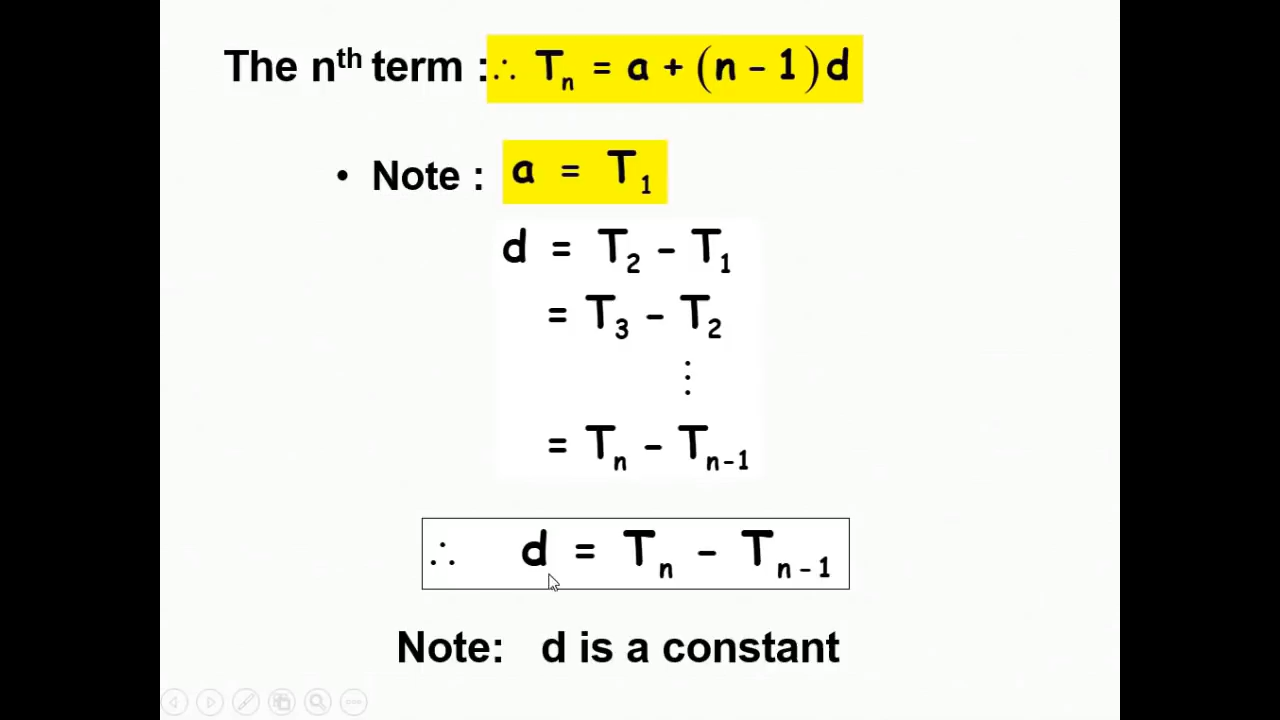 The nth term : ∴ Tn = a + (n - 1)d
• Note : a = T1
d = T2 - T1
= T3 - T2
⋮
= Tn - Tn-1
∴ d = Tn - Tn-1
Note: d is a constant